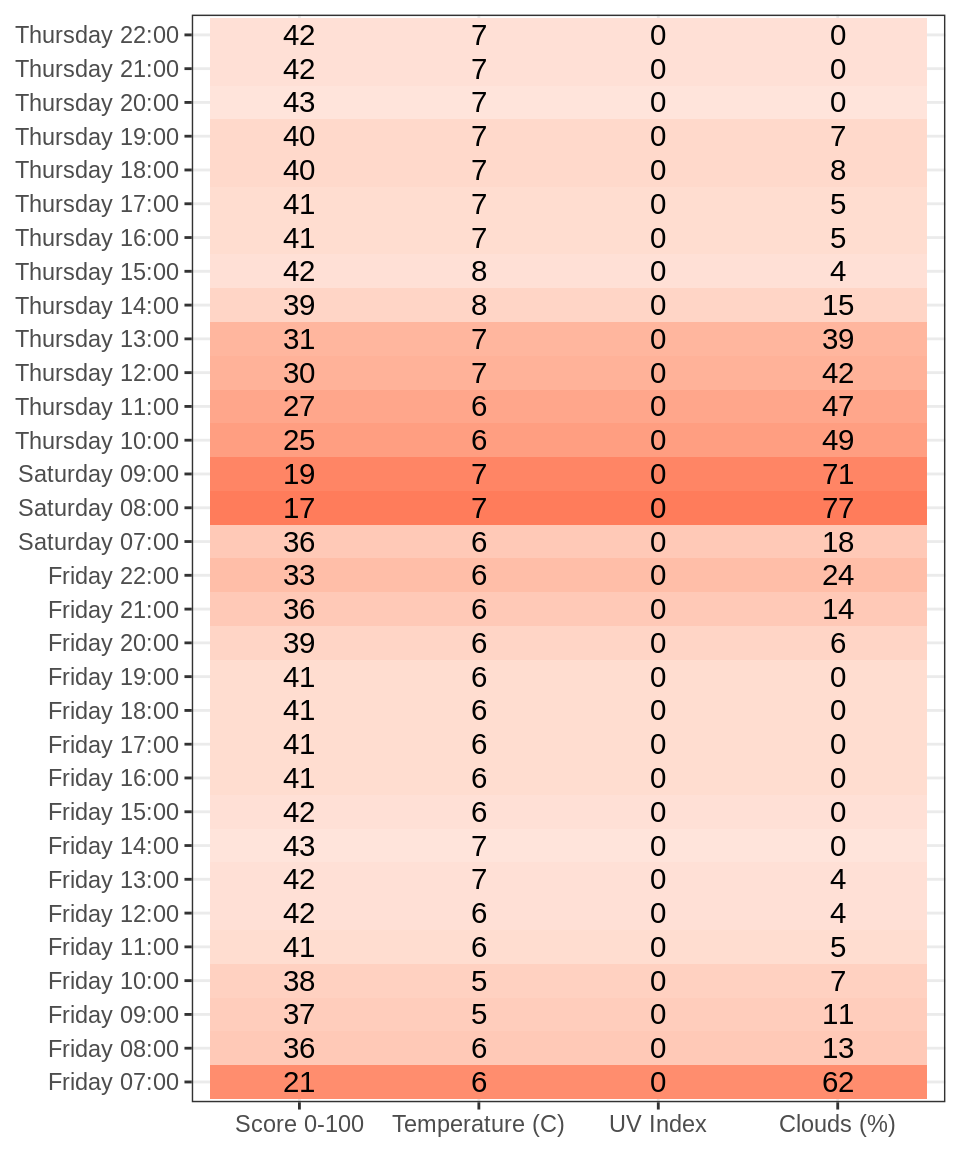 Thursday 22:00 42 7 0 0
Thursday 21:00 42 7 0 0
Thursday 20:00 43 7 0 0
Thursday 19:00 40 7 0 7
Thursday 18:00 40 7 0 8
Thursday 17:00 41 7 0 5
Thursday 16:00 41 7 0 5
Thursday 15:00 42 8 0 4
Thursday 14:00 39 8 0 15
Thursday 13:00 31 7 0 39
Thursday 12:00 30 7 0 42
Thursday 11:00 27 6 0 47
Thursday 10:00 25 6 0 49
Saturday 09:00 19 7 0 71
Saturday 08:00 17 7 0 77
Saturday 07:00 36 6 0 18
Friday 22:00 33 6 0 24
Friday 21:00 36 6 0 14
Friday 20:00 39 6 0 6
Friday 19:00 41 6 0 0
Friday 18:00 41 6 0 0
Friday 17:00 41 6 0 0
Friday 16:00 41 6 0 0
Friday 15:00 42 6 0 0
Friday 14:00 43 7 0 0
Friday 13:00 42 7 0 4
Friday 12:00 42 6 0 4
Friday 11:00 41 6 0 5
Friday 10:00 38 5 0 7
Friday 09:00 37 5 0 11
Friday 08:00 36 6 0 13
Friday 07:00 21 6 0 62
Score 0-100 Temperature (C) UV Index Clouds (%)